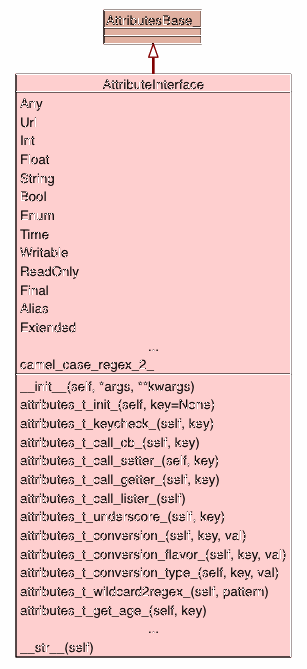 AttributesBase_
AttributeInterface
Any
Uri
Int
Float
String
Bool
Enum
Time
Writable
ReadOnly
Final
Alias
Extended
...
camel_case_regex_2_
__init__(self, *args, **kwargs)
attributes_t_init_(self, key=None)
attributes_t_keycheck_(self, key)
attributes_t_call_cb_(self, key)
attributes_t_call_setter_(self, key)
attributes_t_call_getter_(self, key)
attributes_t_call_lister_(self)
attributes_t_underscore_(self, key)
attributes_t_conversion_(self, key, val)
attributes_t_conversion_flavor_(self, key, val)
attributes_t_conversion_type_(self, key, val)
attributes_t_wildcard2regex_(self, pattern)
attributes_t_get_age_(self, key)
...
__str__(self)